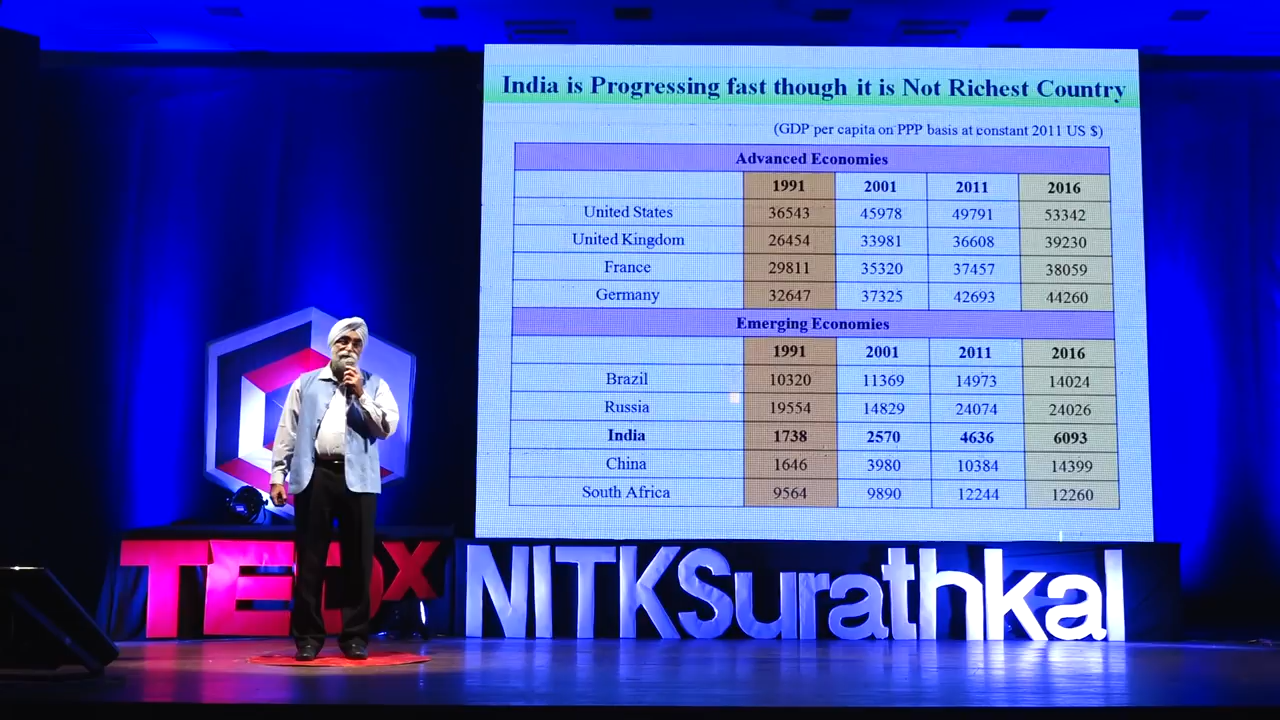 India is Progressing fast though it is Not Richest Country
(GDP per capita on PPP basis at constant 2011 US $)
Advanced Economies
1991 2001 2011 2016
United States 36543 45978 49791 53342
United Kingdom 26454 33981 36608 39230
France 29811 35320 37457 38059
Germany 32647 37325 42693 44260
Emerging Economies
1991 2001 2011 2016
Brazil 10320 11369 14973 14024
Russia 19554 14829 24074 24026
India 1738 2570 4636 6093
China 1646 3980 10384 14399
South Africa 9564 9890 12244 12260
TEDx NITKSurathkal